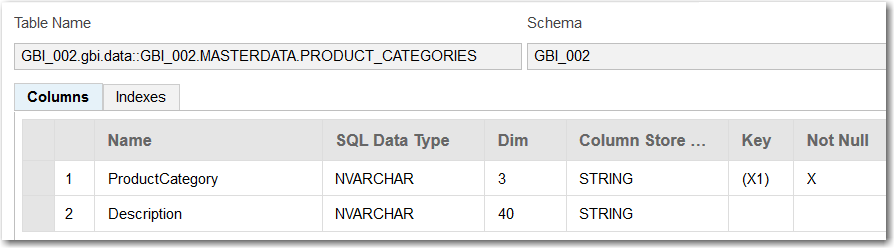 Table Name Schema
GBI_002.gbi.data::GBI_002.MASTERDATA.PRODUCT_CATEGORIES GBI_002
Columns Indexes
Name SQL Data Type Dim Column Store ... Key Not Null
1 ProductCategory NVARCHAR 3 STRING (X1) X
2 Description NVARCHAR 40 STRING